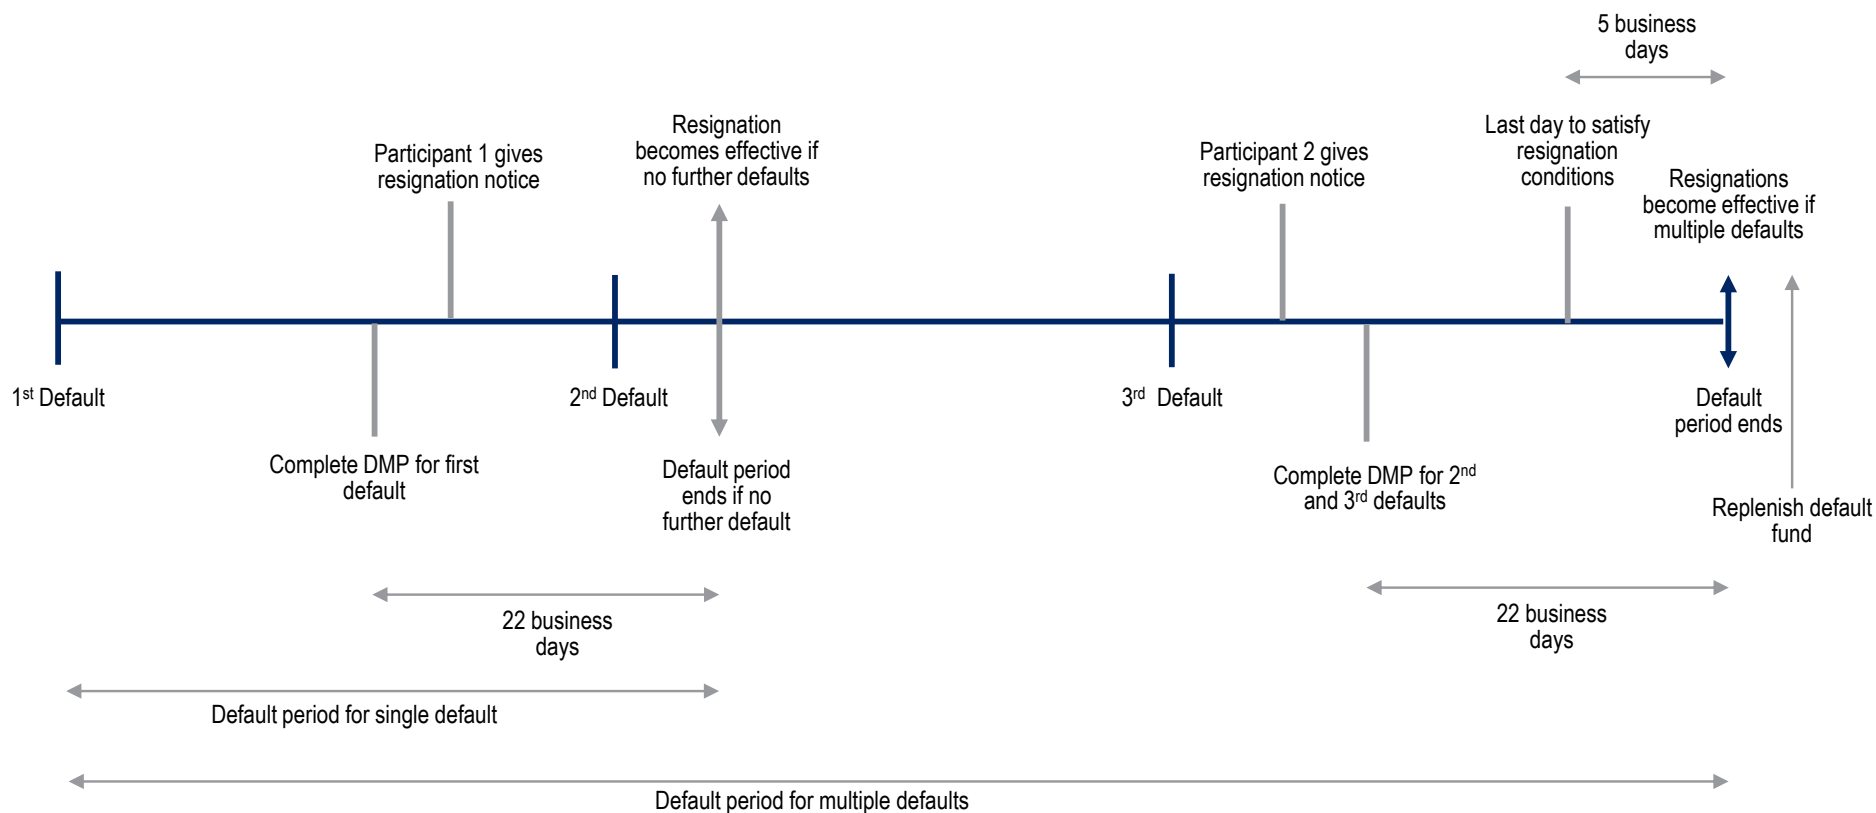 5 business
days
Participant 1 gives
resignation notice
Resignation
becomes effective if
no further defaults
Participant 2 gives
resignation notice
Last day to satisfy
resignation
conditions
Resignations
become effective if
multiple defaults
1st Default
2nd Default
3rd Default
Default
period ends
Complete DMP for first
default
Default period
ends if no
further default
Complete DMP for 2nd
and 3rd defaults
Replenish default
fund
22 business
days
22 business
days
Default period for single default
Default period for multiple defaults